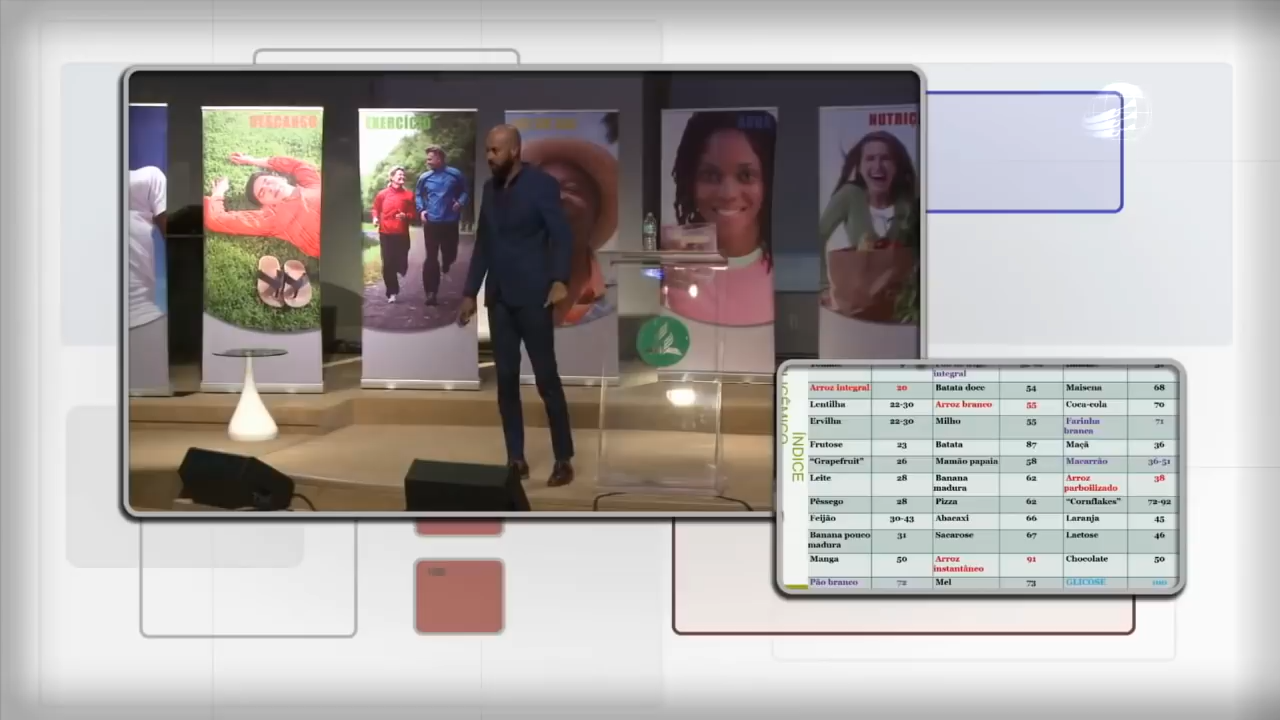 DESCANSO
EXERCÍCIO
NUTRIÇ
ÍNDICE
integral
Arroz integral 20 Batata doce 54 Maisena 68
Lentilha 22-30 Arroz branco 55 Coca-cola 70
Ervilha 22-30 Milho 55 Farinha branca 71
Frutose 23 Batata 87 Maçã 36
"Grapefruit" 26 Mamão papaia 58 Macarrão 36-51
Leite 28 Banana madura 62 Arroz parboilizado 38
Pêssego 28 Pizza 62 "Cornflakes" 72-92
Feijão 30-43 Abacaxi 66 Laranja 45
Banana pouco madura 31 Sacarose 67 Lactose 46
Manga 50 Arroz instantâneo 91 Chocolate 50
Pão branco 72 Mel 73 GLICOSE 100